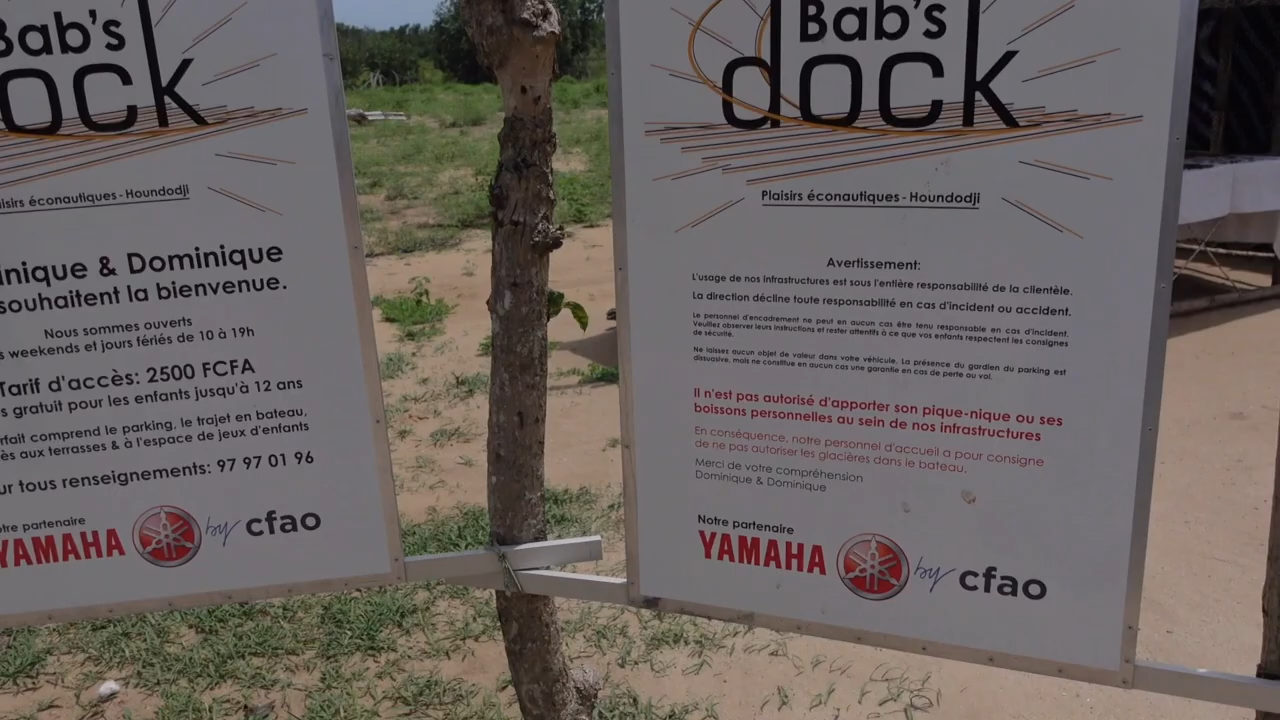 Bab's
dock
Houndodji
& Dominique
souhaitent la bienvenue.
Nous sommes ouverts
weekends et jours fériés de 10 à 19h
Tarif d'accès: 2500 FCFA
gratuit pour les enfants jusqu'à 12 ans
comprend le parking, le trajet en bateau,
aux terrasses & à l'espace de jeux d'enfants
tous renseignements: 97 97 01 96
partenaire
YAMAHA by cfao
Bab's
dock
Plaisirs éconautiques - Houndodji
Avertissement:
L'usage de nos infrastructures est sous l'entière responsabilité de la clientèle.
La direction décline toute responsabilité en cas d'incident ou accident.
Le personnel d'encadrement ne peut en aucun cas être tenu responsable en cas d'incident.
Veuillez observer leurs instructions et rester attentifs à ce que vos enfants respectent les consignes
de sécurité.
Ne laissez aucun objet de valeur dans votre véhicule. La présence du gardien du parking est
dissuasive, mais ne constitue en aucun cas une garantie en cas de perte ou vol.
Il n'est pas autorisé d'apporter son pique-nique ou ses
boissons personnelles au sein de nos infrastructures
En conséquence, notre personnel d'accueil a pour consigne
de ne pas autoriser les glacières dans le bateau.
Merci de votre compréhension
Dominique & Dominique
Notre partenaire
YAMAHA by cfao